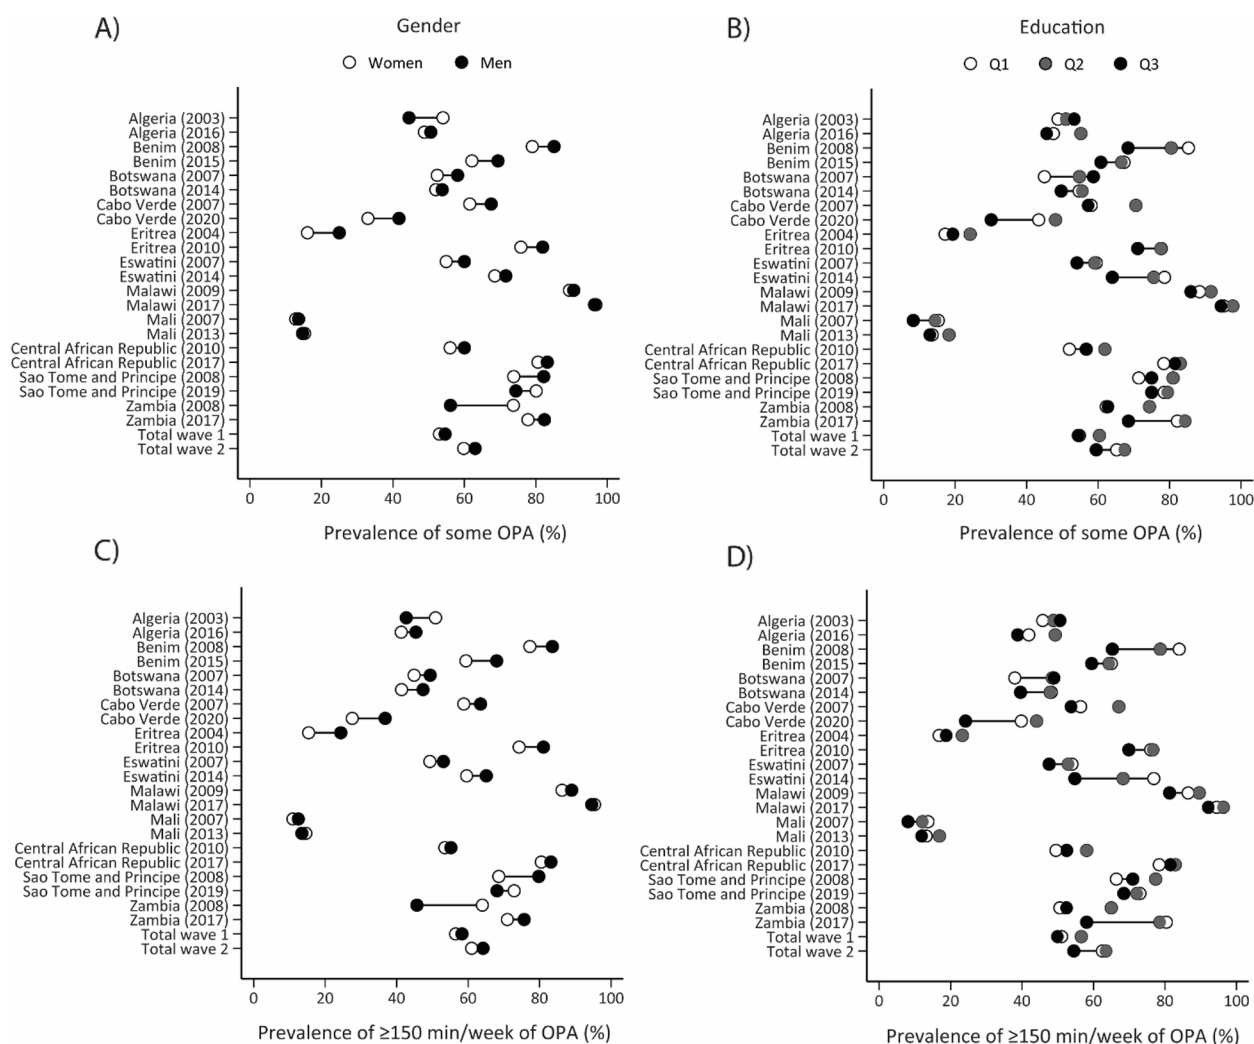 A)
Gender
Women Men
Algeria (2003)
Algeria (2016)
Benim (2008)
Benim (2015)
Botswana (2007)
Botswana (2014)
Cabo Verde (2007)
Cabo Verde (2020)
Eritrea (2004)
Eritrea (2010)
Eswatini (2007)
Eswatini (2014)
Malawi (2009)
Malawi (2017)
Mali (2007)
Mali (2013)
Central African Republic (2010)
Central African Republic (2017)
Sao Tome and Principe (2008)
Sao Tome and Principe (2019)
Zambia (2008)
Zambia (2017)
Total wave 1
Total wave 2
0 20 40 60 80 100
Prevalence of some OPA (%)
B)
Education
Q1 Q2 Q3
Algeria (2003)
Algeria (2016)
Benim (2008)
Benim (2015)
Botswana (2007)
Botswana (2014)
Cabo Verde (2007)
Cabo Verde (2020)
Eritrea (2004)
Eritrea (2010)
Eswatini (2007)
Eswatini (2014)
Malawi (2009)
Malawi (2017)
Mali (2007)
Mali (2013)
Central African Republic (2010)
Central African Republic (2017)
Sao Tome and Principe (2008)
Sao Tome and Principe (2019)
Zambia (2008)
Zambia (2017)
Total wave 1
Total wave 2
0 20 40 60 80 100
Prevalence of some OPA (%)
C)
Algeria (2003)
Algeria (2016)
Benim (2008)
Benim (2015)
Botswana (2007)
Botswana (2014)
Cabo Verde (2007)
Cabo Verde (2020)
Eritrea (2004)
Eritrea (2010)
Eswatini (2007)
Eswatini (2014)
Malawi (2009)
Malawi (2017)
Mali (2007)
Mali (2013)
Central African Republic (2010)
Central African Republic (2017)
Sao Tome and Principe (2008)
Sao Tome and Principe (2019)
Zambia (2008)
Zambia (2017)
Total wave 1
Total wave 2
0 20 40 60 80 100
Prevalence of ≥150 min/week of OPA (%)
D)
Algeria (2003)
Algeria (2016)
Benim (2008)
Benim (2015)
Botswana (2007)
Botswana (2014)
Cabo Verde (2007)
Cabo Verde (2020)
Eritrea (2004)
Eritrea (2010)
Eswatini (2007)
Eswatini (2014)
Malawi (2009)
Malawi (2017)
Mali (2007)
Mali (2013)
Central African Republic (2010)
Central African Republic (2017)
Sao Tome and Principe (2008)
Sao Tome and Principe (2019)
Zambia (2008)
Zambia (2017)
Total wave 1
Total wave 2
0 20 40 60 80 100
Prevalence of ≥150 min/week of OPA (%)